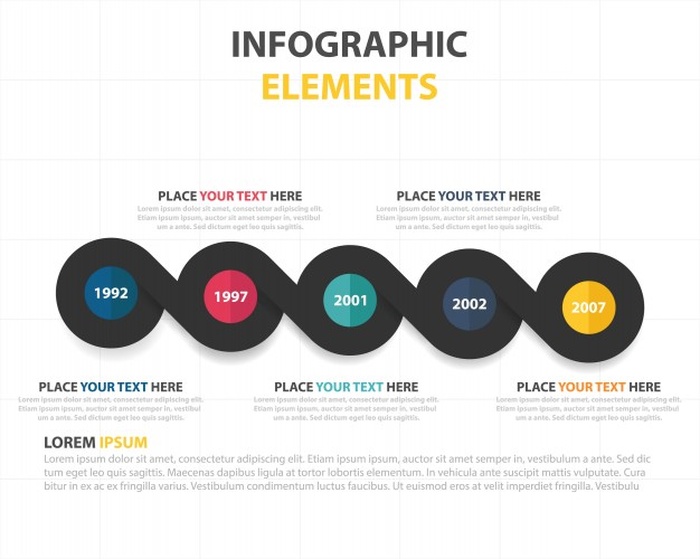 INFOGRAPHIC
ELEMENTS
PLACE YOUR TEXT HERE
Lorem ipsum dolor sit amet, consectetur adipiscing elit.
Etiam ipsum ipsum, auctor sit amet semper in, vestibul
um a ante. Sed dictum eget leo quis sagittis.
PLACE YOUR TEXT HERE
Lorem ipsum dolor sit amet, consectetur adipiscing elit.
Etiam ipsum ipsum, auctor sit amet semper in, vestibul
um a ante. Sed dictum eget leo quis sagittis.
1992
1997
2001
2002
2007
PLACE YOUR TEXT HERE
Lorem ipsum dolor sit amet, consectetur adipiscing elit.
Etiam ipsum ipsum, auctor sit amet semper in, vestibul
um a ante. Sed dictum eget leo quis sagittis.
PLACE YOUR TEXT HERE
Lorem ipsum dolor sit amet, consectetur adipiscing elit.
Etiam ipsum ipsum, auctor sit amet semper in, vestibul
um a ante. Sed dictum eget leo quis sagittis.
PLACE YOUR TEXT HERE
Lorem ipsum dolor sit amet, consectetur adipiscing elit.
Etiam ipsum ipsum, auctor sit amet semper in, vestibul
um a ante. Sed dictum eget leo quis sagittis.
LOREM IPSUM
Lorem ipsum dolor sit amet, consectetur adipiscing elit. Etiam ipsum ipsum, auctor sit amet semper in, vestibulum a ante. Sed dic
tum eget leo quis sagittis. Maecenas dapibus ligula at tortor lobortis elementum. In vehicula ante suscipit mattis vulputate. Cura
bitur in ex ac ex fringilla varius. Vestibulum condimentum luctus faucibus. Ut euismod eros at velit imperdiet fringilla. Vestibulu